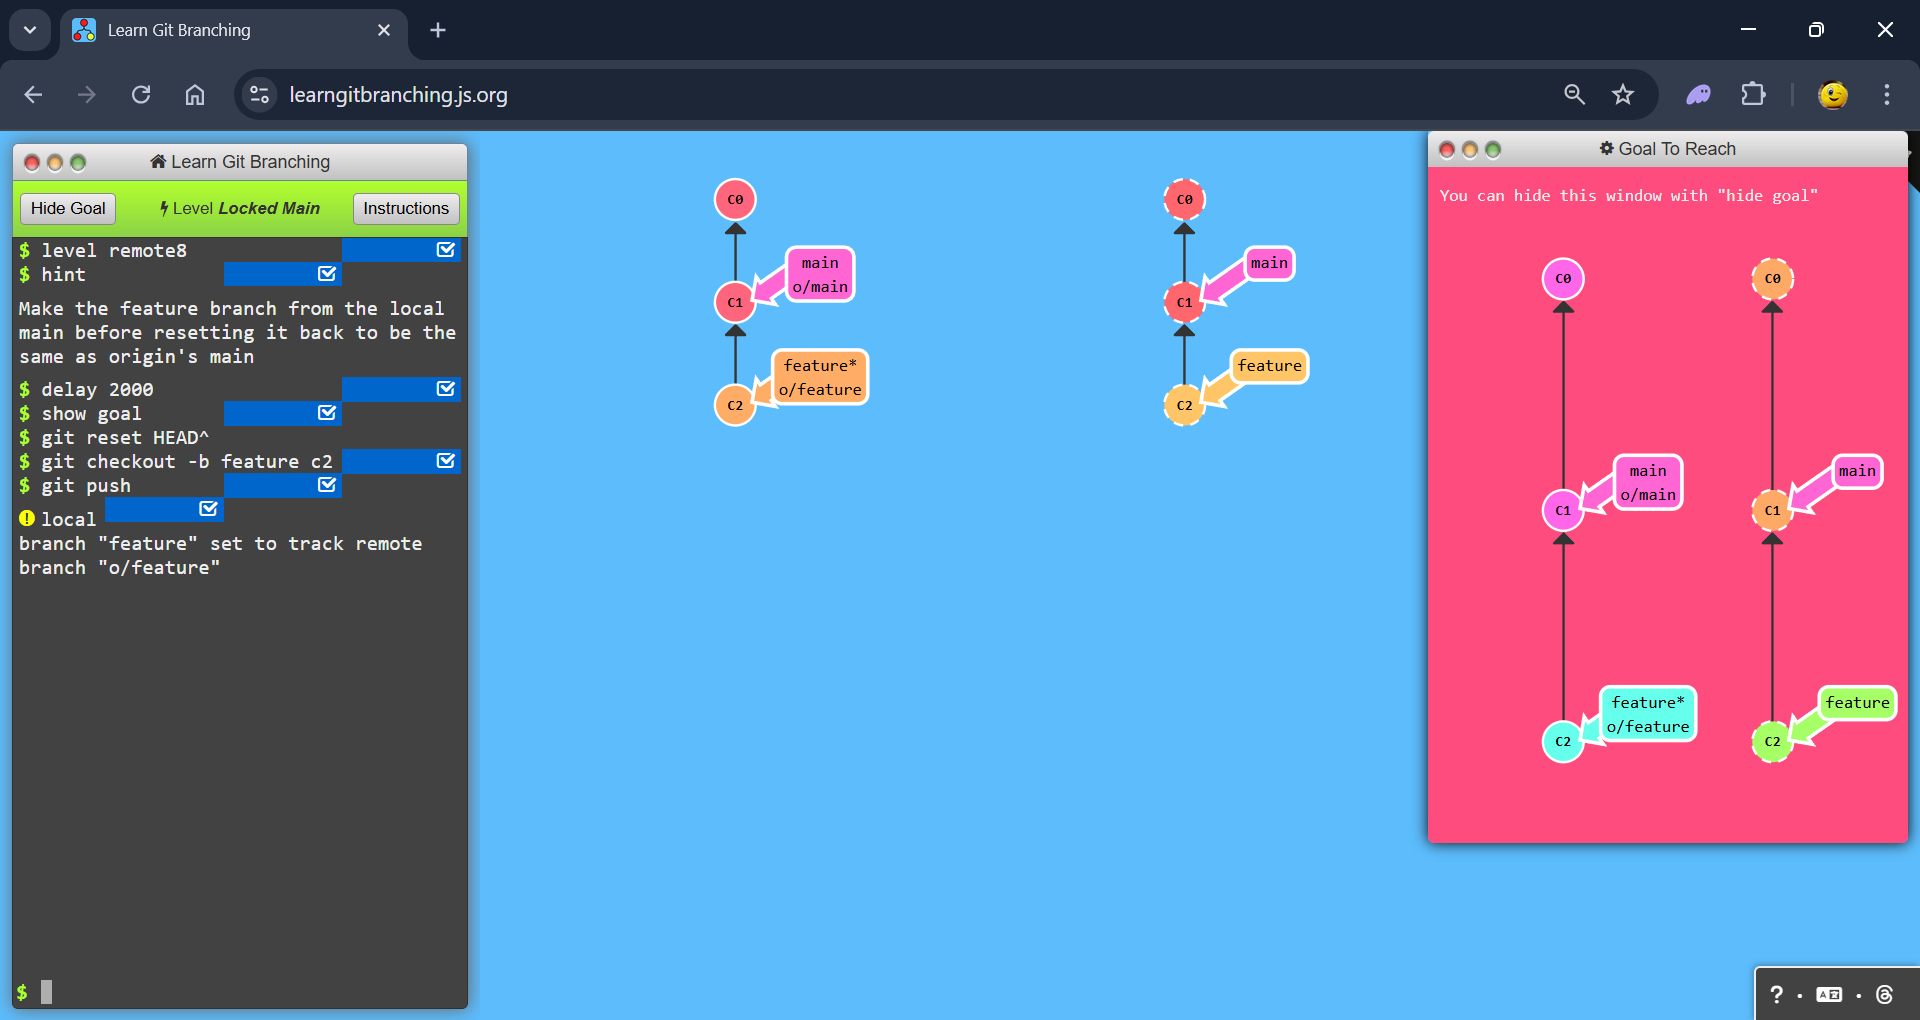 Learn Git Branching
learngitbranching.js.org
Learn Git Branching
Hide Goal
Level Locked Main
Instructions
$ level remote8
$ hint
Make the feature branch from the local
main before resetting it back to be the
same as origin's main
$ delay 2000
$ show goal
$ git reset HEAD^
$ git checkout -b feature c2
$ git push
local
branch "feature" set to track remote
branch "o/feature"
$
C0
main
o/main
C1
feature*
o/feature
C2
C0
main
C1
feature
C2
Goal To Reach
You can hide this window with "hide goal"
C0
main
o/main
C1
feature*
o/feature
C2
C0
main
C1
feature
C2
?